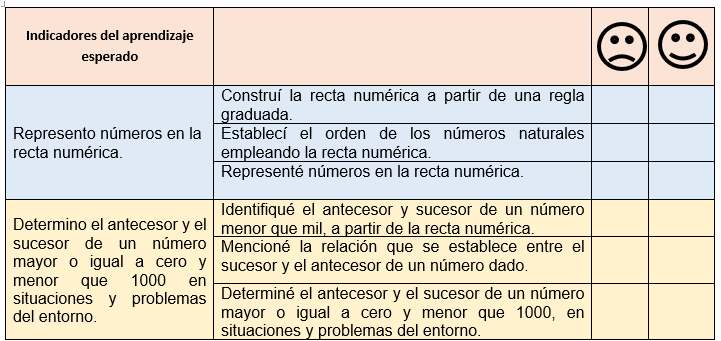 Indicadores del aprendizaje
esperado
Represento números en la
recta numérica.
Construí la recta numérica a partir de una regla
graduada.
Establecí el orden de los números naturales
empleando la recta numérica.
Representé números en la recta numérica.
Determino el antecesor y el
sucesor de un número
mayor o igual a cero y
menor que 1000 en
situaciones y problemas
del entorno.
Identifiqué el antecesor y sucesor de un número
menor que mil, a partir de la recta numérica.
Mencioné la relación que se establece entre el
sucesor y el antecesor de un número dado.
Determiné el antecesor y el sucesor de un número
mayor o igual a cero y menor que 1000, en
situaciones y problemas del entorno.